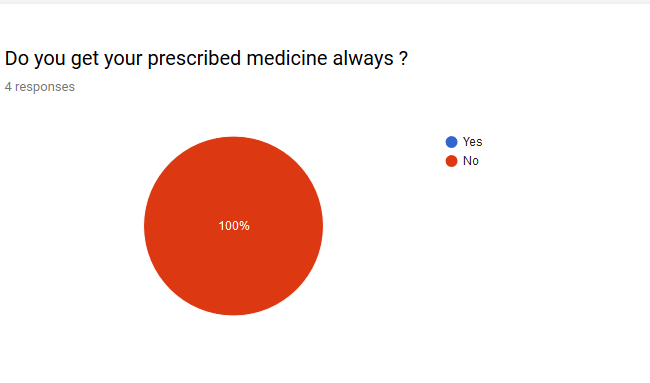 Do you get your prescribed medicine always ?
4 responses
Yes
No
100%